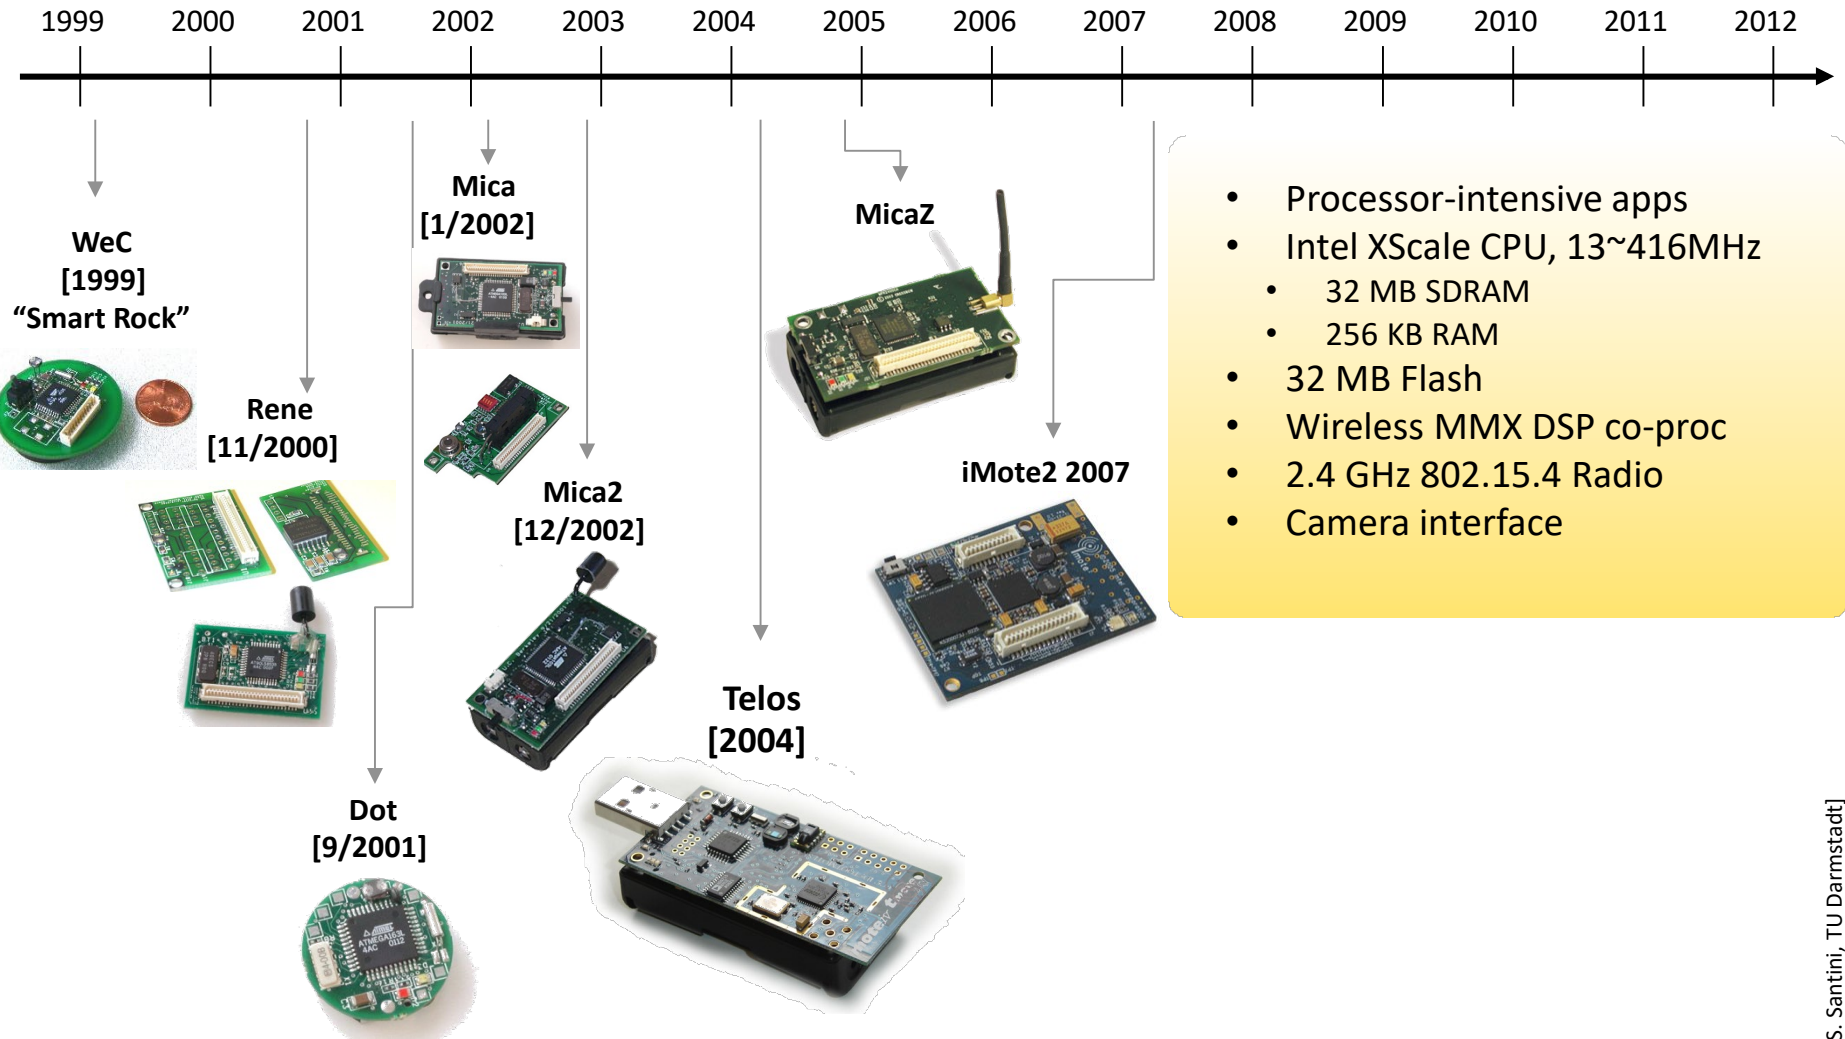 1999 2000 2001 2002 2003 2004 2005 2006 2007 2008 2009 2010 2011 2012
WeC
[1999]
“Smart Rock”
Rene
[11/2000]
Dot
[9/2001]
Mica
[1/2002]
Mica2
[12/2002]
Telos
[2004]
MicaZ
iMote2 2007
• Processor-intensive apps
• Intel XScale CPU, 13~416MHz
• 32 MB SDRAM
• 256 KB RAM
• 32 MB Flash
• Wireless MMX DSP co-proc
• 2.4 GHz 802.15.4 Radio
• Camera interface
ATMEGA163L
4AC 0112
S. Santini, TU Darmstadt]